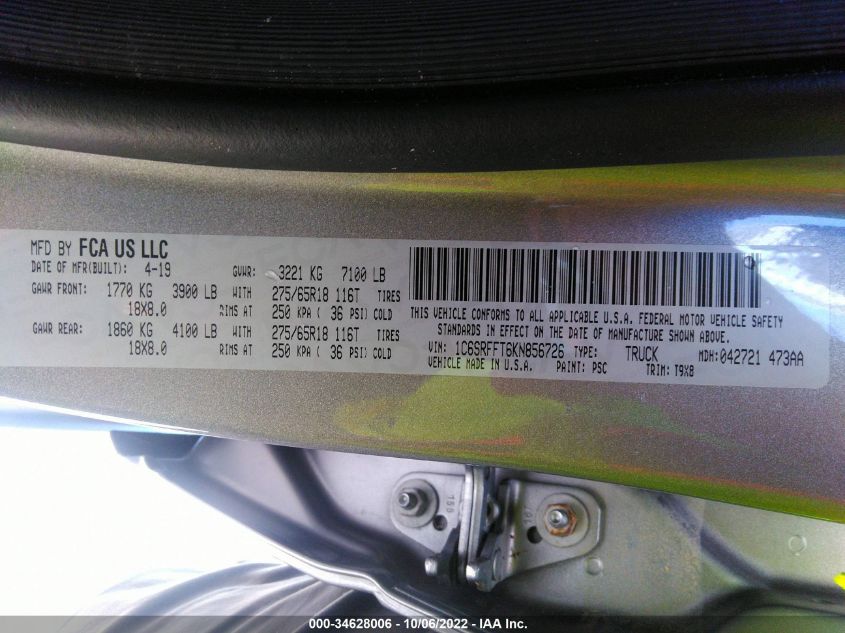 MFD BY FCA US LLC
DATE OF MFR(BUILT): 4-19 GVWR: 3221 KG 7100 LB
GAWR FRONT: 1770 KG 3900 LB WITH 275/65R18 116T TIRES
18X8.0 RIMS AT 250 KPA ( 36 PSI) COLD
GAWR REAR: 1860 KG 4100 LB WITH 275/65R18 116T TIRES
18X8.0 RIMS AT 250 KPA ( 36 PSI) COLD
THIS VEHICLE CONFORMS TO ALL APPLICABLE U.S.A. FEDERAL MOTOR VEHICLE SAFETY
STANDARDS IN EFFECT ON THE DATE OF MANUFACTURE SHOWN ABOVE.
VIN: 1C6SRFFT6KN856726 TYPE: TRUCK MDH: 042721 473AA
VEHICLE MADE IN U.S.A. PAINT: PSC TRIM: T9X8
000-34628006 - 10/06/2022 - IAA Inc.